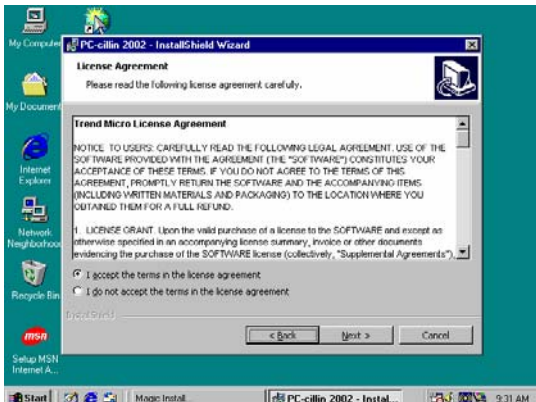 My Computer
PC-cillin 2002 - InstallShield Wizard
License Agreement
Please read the following license agreement carefully.
My Document
Trend Micro License Agreement
NOTICE TO USERS: CAREFULLY READ THE FOLLOWING LEGAL AGREEMENT. USE OF THE
SOFTWARE PROVIDED WITH THE AGREEMENT (THE "SOFTWARE") CONSTITUTES YOUR
ACCEPTANCE OF THESE TERMS. IF YOU DO NOT AGREE TO THE TERMS OF THIS
AGREEMENT, PROMPTLY RETURN THE SOFTWARE AND THE ACCOMPANYING ITEMS
(INCLUDING WRITTEN MATERIALS AND PACKAGING) TO THE LOCATION WHERE YOU
OBTAINED THEM FOR A FULL REFUND.
1. LICENSE GRANT. Upon the valid purchase of a license to the SOFTWARE and except as
otherwise specified in an accompanying license summary, invoice or other documents
evidencing the purchase of the SOFTWARE license (collectively, "Supplemental Agreements"),
Internet
Explorer
Network
Neighborhoo
Recycle Bin
I accept the terms in the license agreement
I do not accept the terms in the license agreement
InstallShield
< Back
Next >
Cancel
msn
Setup MSN
Internet A...
Start
Magic Instal...
PC-cillin 2002 - Instal...
9:31 AM